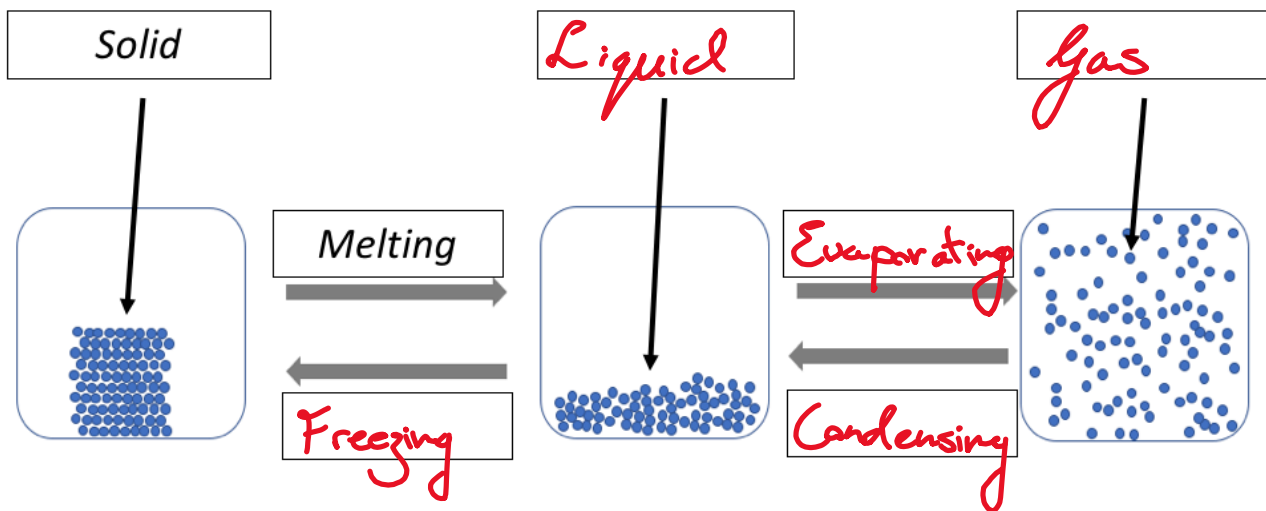 Solid
Liquid
Gas
Melting
Evaporating
Freezing
Condensing